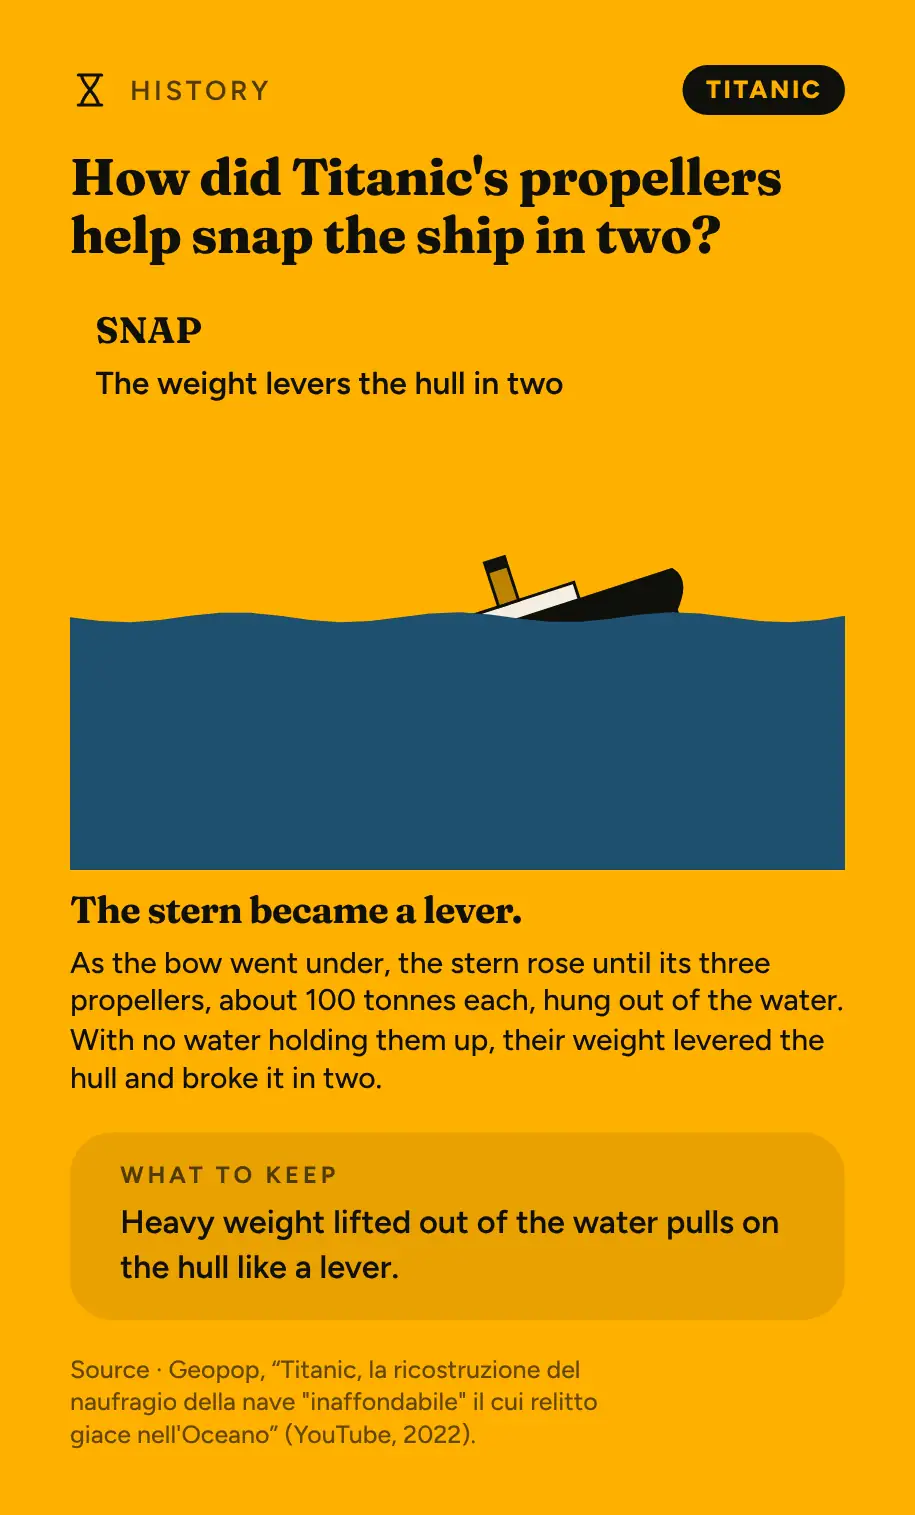 HISTORY
TITANIC
How did Titanic's propellers
help snap the ship in two?
SNAP
The weight levers the hull in two
The stern became a lever.
As the bow went under, the stern rose until its three
propellers, about 100 tonnes each, hung out of the water.
With no water holding them up, their weight levered the
hull and broke it in two.
WHAT TO KEEP
Heavy weight lifted out of the water pulls on
the hull like a lever.
Source · Geopop, “Titanic, la ricostruzione del
naufragio della nave "inaffondabile" il cui relitto
giace nell'Oceano” (YouTube, 2022).